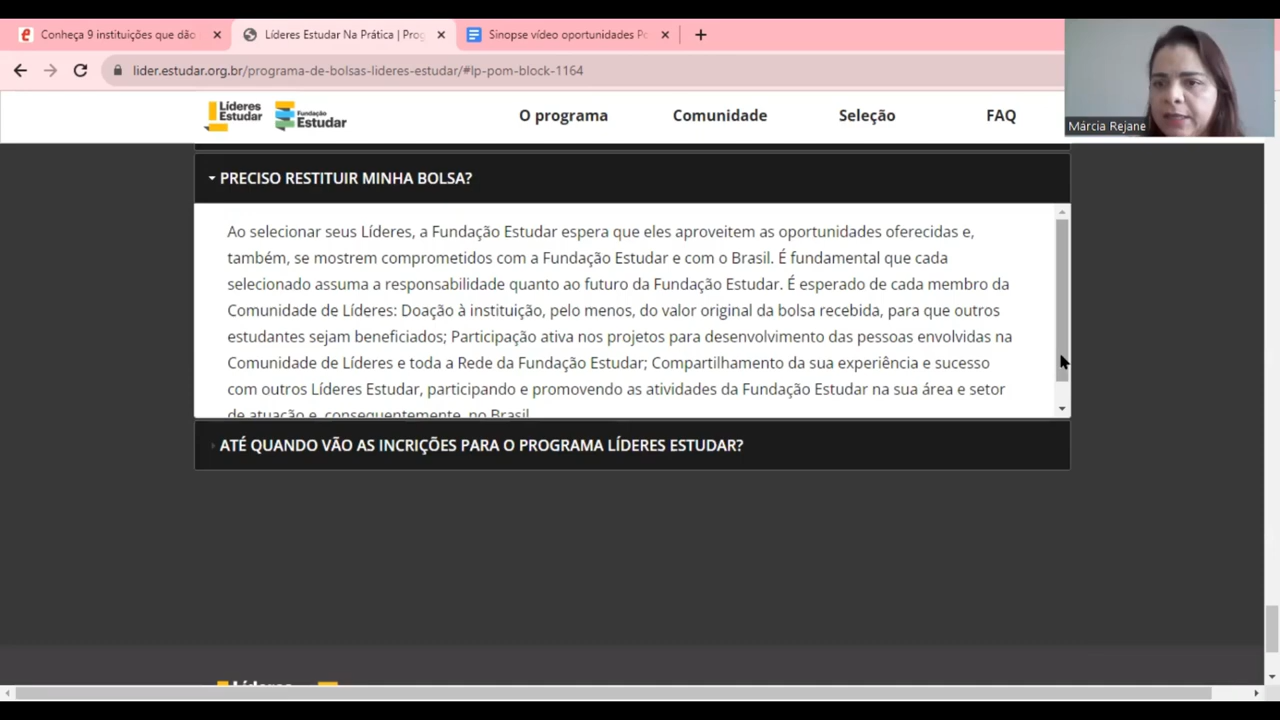 Conheça 9 instituições que dão
Líderes Estudar Na Prática | Prog
Sinopse vídeo oportunidades Po
lider.estudar.org.br/programa-de-bolsas-lideres-estudar/#lp-pom-block-1164
Líderes Estudar
Fundação Estudar
O programa
Comunidade
Seleção
FAQ
Márcia Rejane
PRECISO RESTITUIR MINHA BOLSA?
Ao selecionar seus Líderes, a Fundação Estudar espera que eles aproveitem as oportunidades oferecidas e,
também, se mostrem comprometidos com a Fundação Estudar e com o Brasil. É fundamental que cada
selecionado assuma a responsabilidade quanto ao futuro da Fundação Estudar. É esperado de cada membro da
Comunidade de Líderes: Doação à instituição, pelo menos, do valor original da bolsa recebida, para que outros
estudantes sejam beneficiados; Participação ativa nos projetos para desenvolvimento das pessoas envolvidas na
Comunidade de Líderes e toda a Rede da Fundação Estudar; Compartilhamento da sua experiência e sucesso
com outros Líderes Estudar, participando e promovendo as atividades da Fundação Estudar na sua área e setor
de atuação e, consequentemente, no Brasil.
ATÉ QUANDO VÃO AS INCRIÇÕES PARA O PROGRAMA LÍDERES ESTUDAR?
Líderes